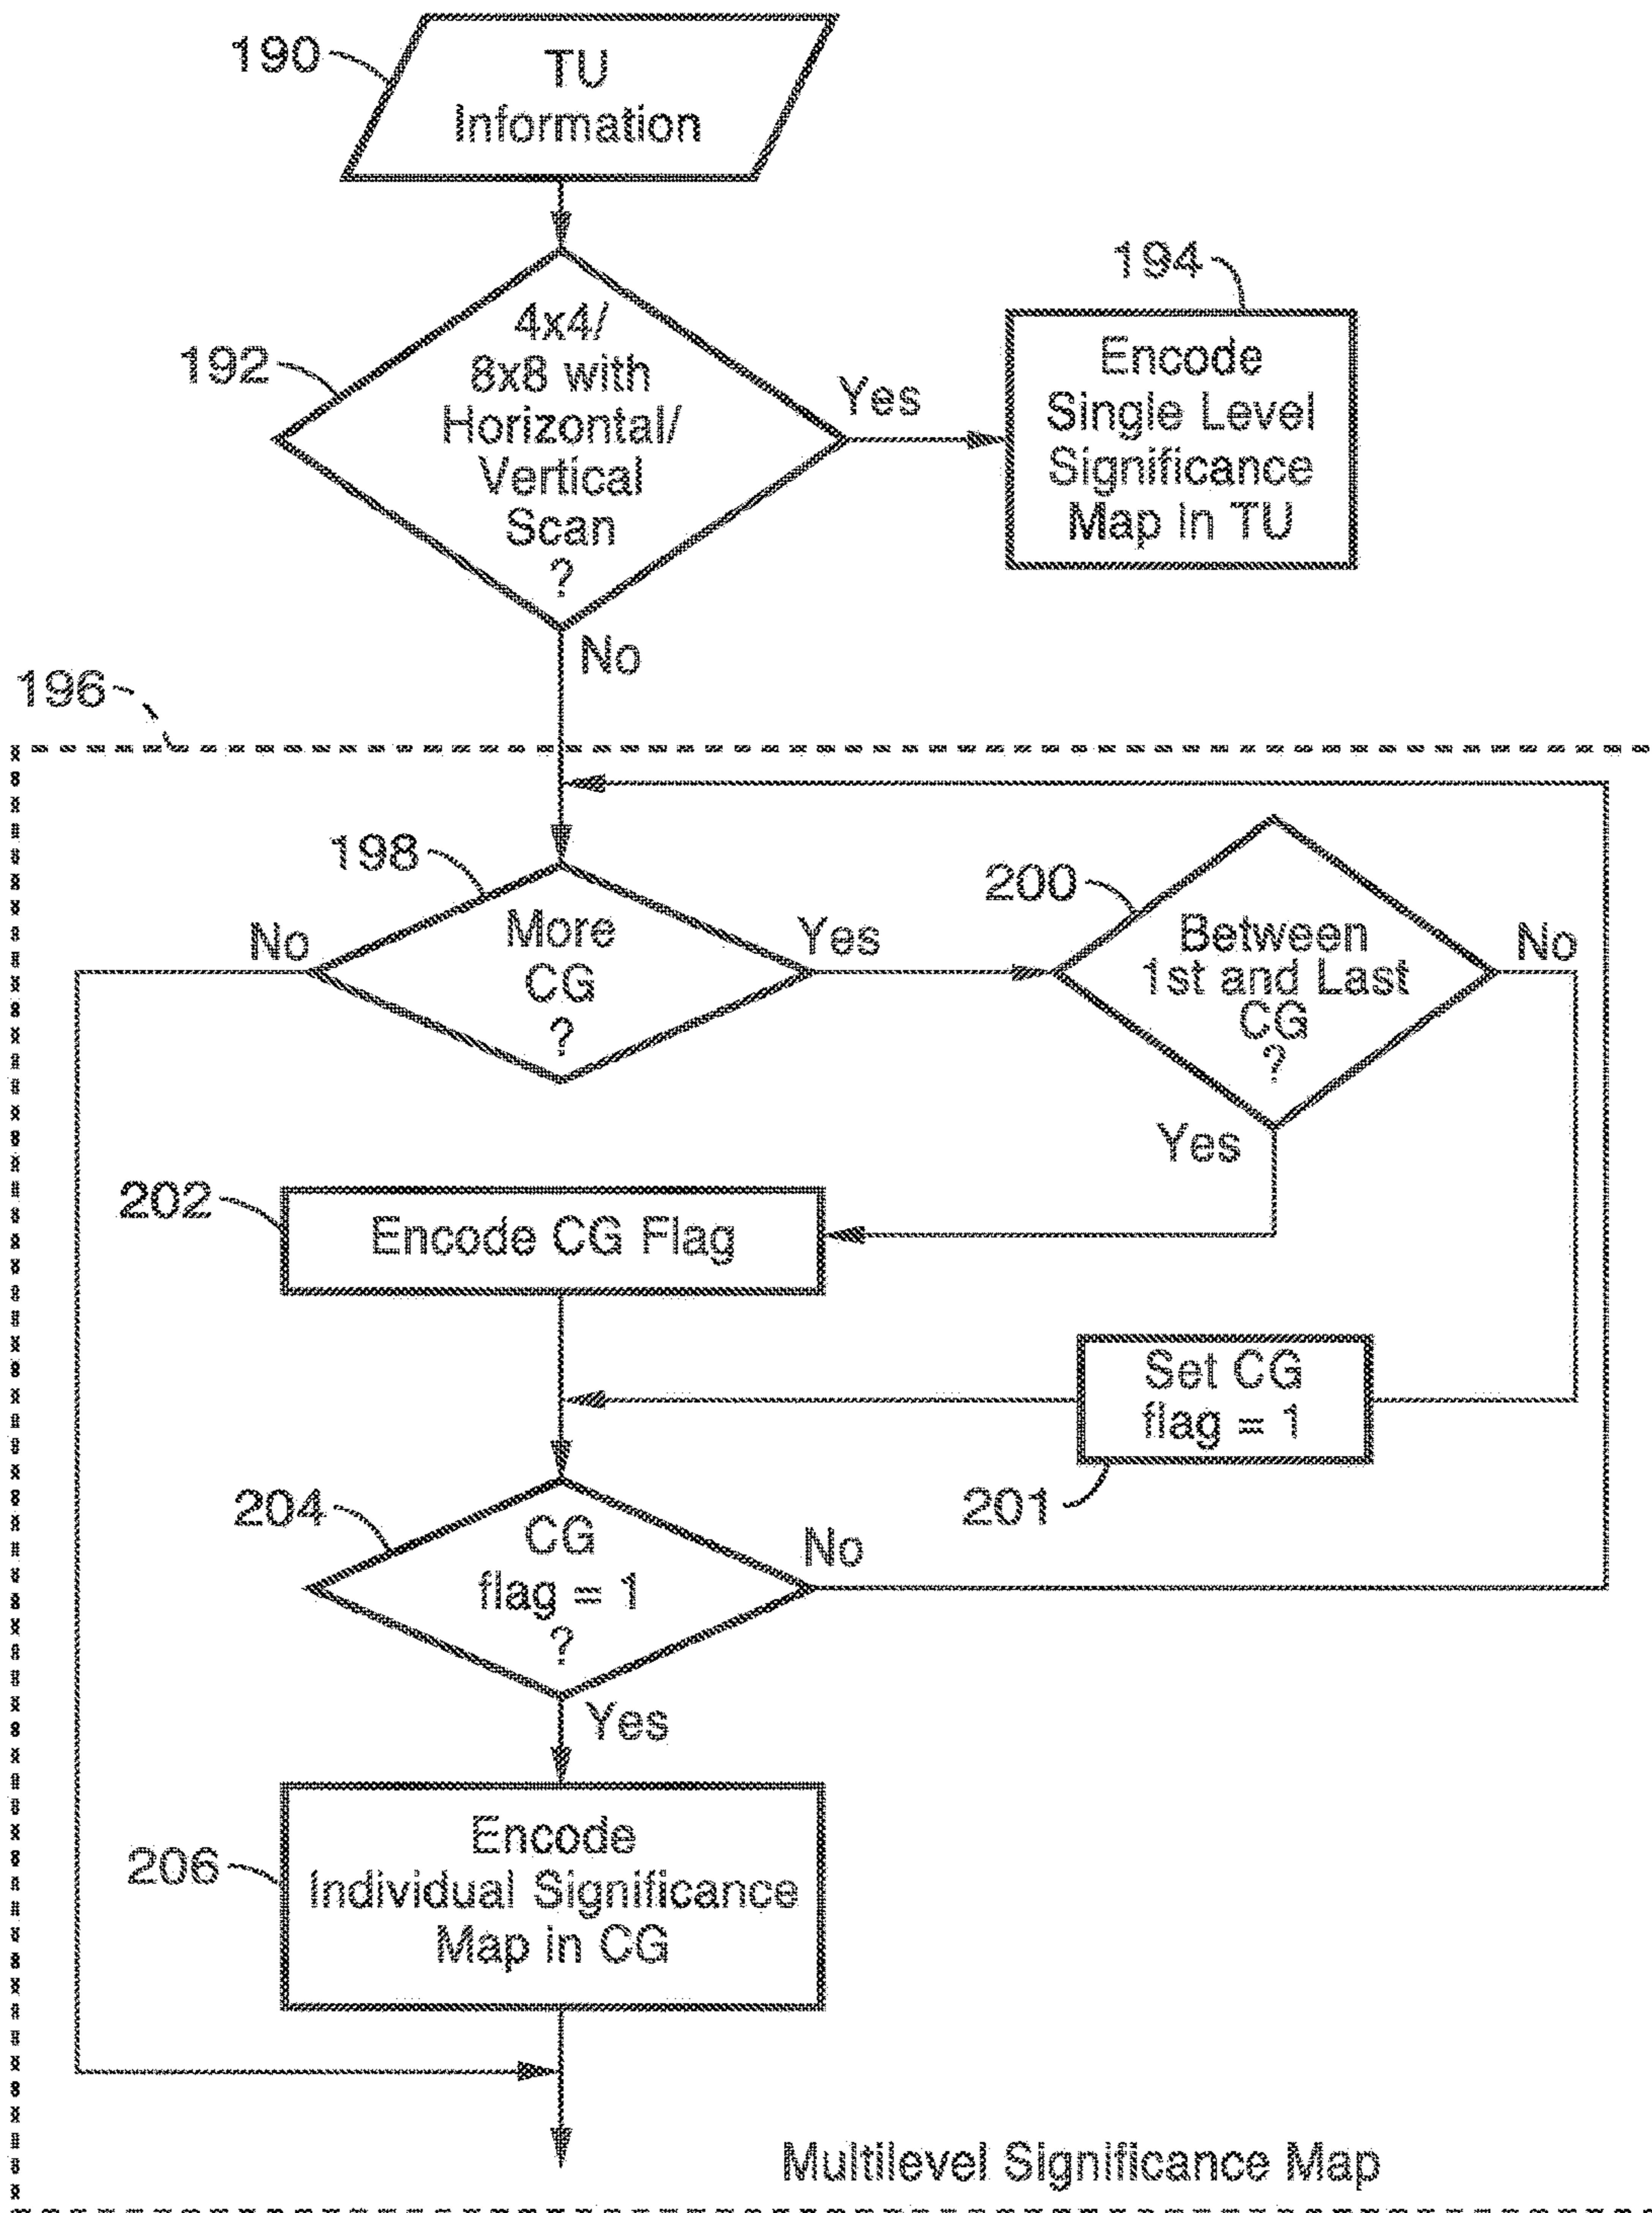 190
TU
Information
192
4x4/
8x8 with
Horizontal/
Vertical
Scan
?
Yes
194
Encode
Single Level
Significance
Map in TU
No
196
198
No
More
CG
?
Yes
200
Between
1st and Last
CG
?
No
Yes
202
Encode CG Flag
Set CG
flag = 1
201
204
CG
flag = 1
?
No
Yes
206
Encode
Individual Significance
Map in CG
Multilevel Significance Map